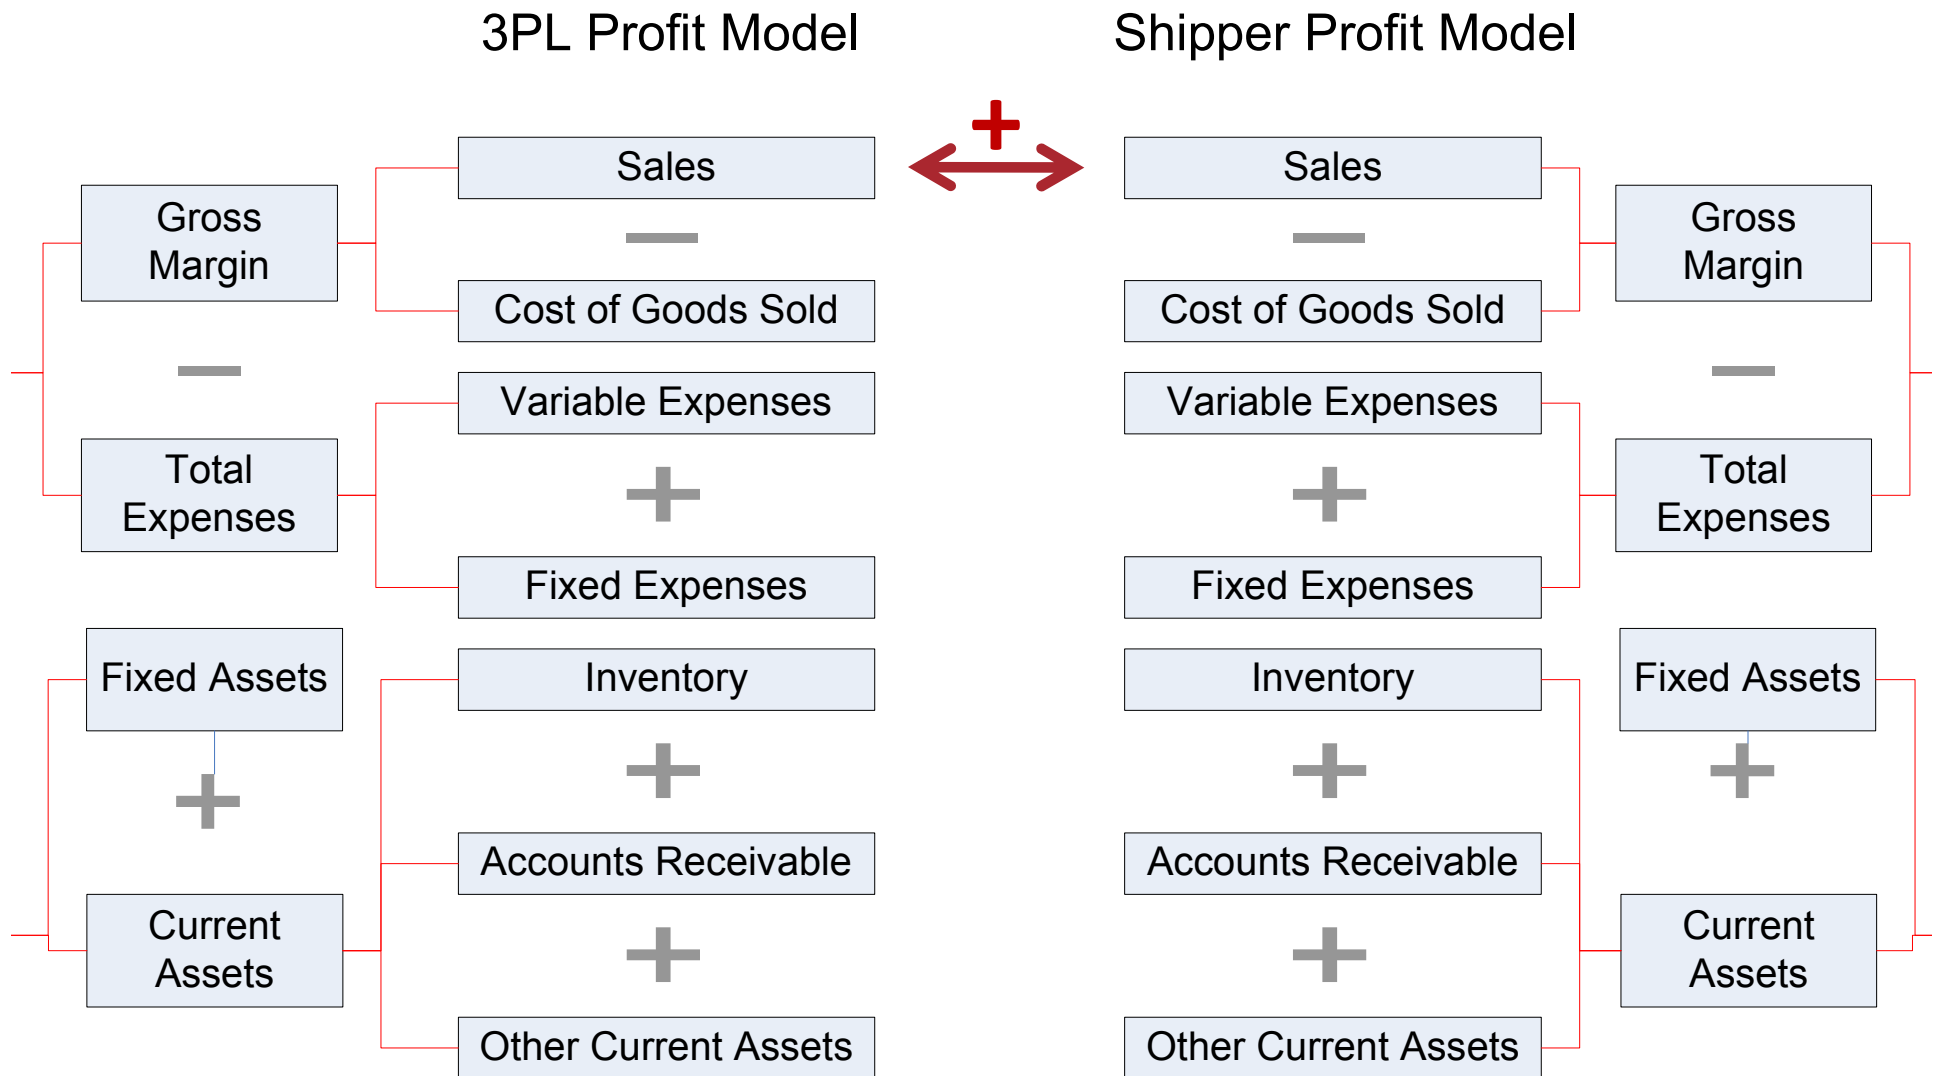 3PL Profit Model
Shipper Profit Model
Sales
Sales
Gross
Margin
Gross
Margin
Cost of Goods Sold
Cost of Goods Sold
Variable Expenses
Variable Expenses
Total
Expenses
Total
Expenses
Fixed Expenses
Fixed Expenses
Fixed Assets
Inventory
Inventory
Fixed Assets
Accounts Receivable
Accounts Receivable
Current
Assets
Current
Assets
Other Current Assets
Other Current Assets